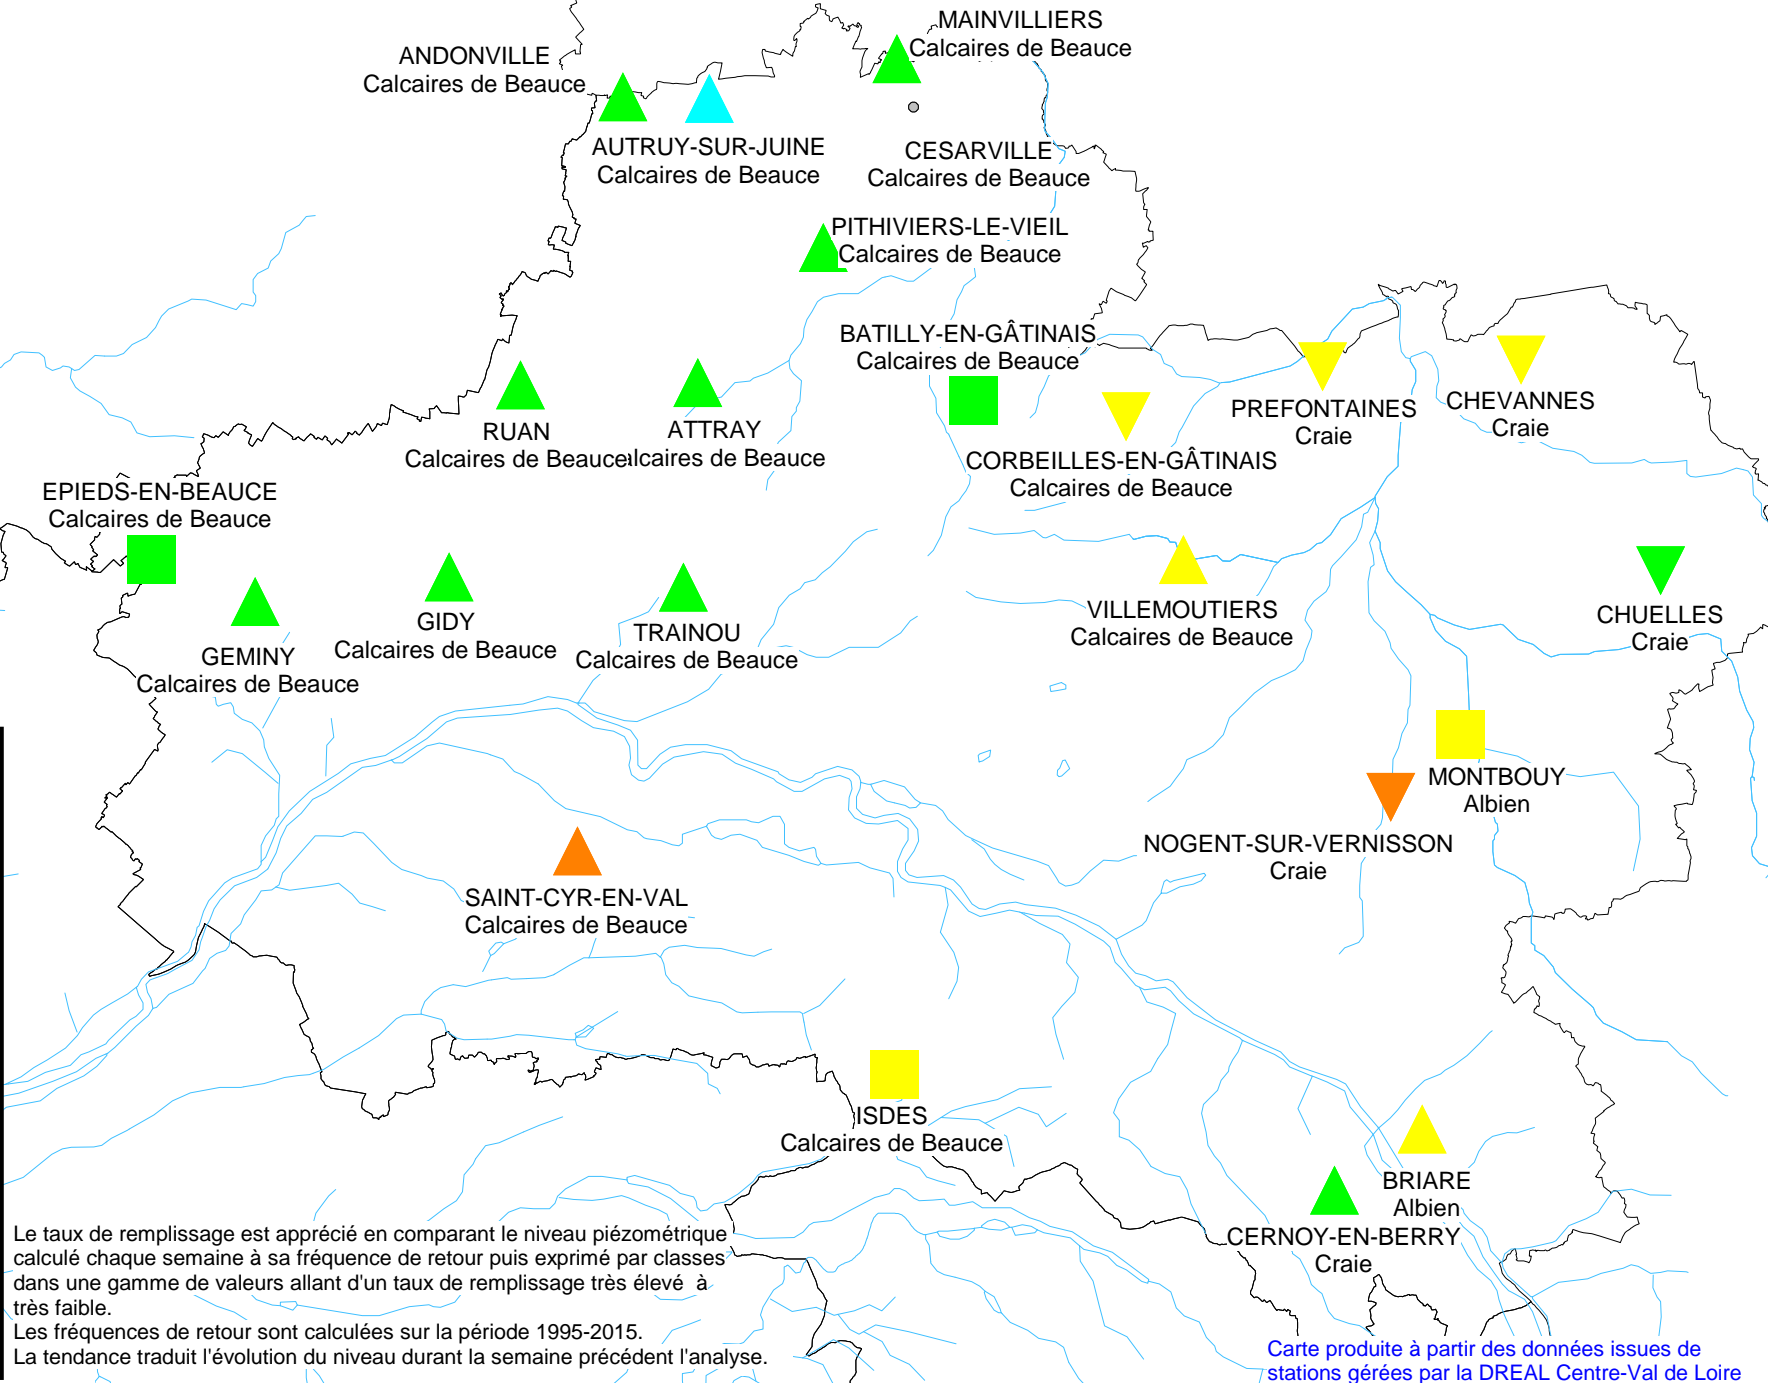 MAINVILLIERS
Calcaires de Beauce
ANDONVILLE
Calcaires de Beauce
AUTRUY-SUR-JUINE
Calcaires de Beauce
CESARVILLE
Calcaires de Beauce
PITHIVIERS-LE-VIEIL
Calcaires de Beauce
BATILLY-EN-GÂTINAIS
Calcaires de Beauce
PREFONTAINES
Craie
CHEVANNES
Craie
RUAN
Calcaires de Beauce
ATTRAY
alcaires de Beauce
CORBEILLES-EN-GÂTINAIS
Calcaires de Beauce
EPIEDS-EN-BEAUCE
Calcaires de Beauce
GEMINY
Calcaires de Beauce
GIDY
Calcaires de Beauce
TRAINOU
Calcaires de Beauce
VILLEMOUTIERS
Calcaires de Beauce
CHUELLES
Craie
MONTBOUY
Albien
NOGENT-SUR-VERNISSON
Craie
SAINT-CYR-EN-VAL
Calcaires de Beauce
ISDES
Calcaires de Beauce
BRIARE
Albien
CERNOY-EN-BERRY
Craie
Le taux de remplissage est apprécié en comparant le niveau piézométrique
calculé chaque semaine à sa fréquence de retour puis exprimé par classes
dans une gamme de valeurs allant d'un taux de remplissage très élevé à
très faible.
Les fréquences de retour sont calculées sur la période 1995-2015.
La tendance traduit l'évolution du niveau durant la semaine précédent l'analyse.
Carte produite à partir des données issues de
stations gérées par la DREAL Centre-Val de Loire